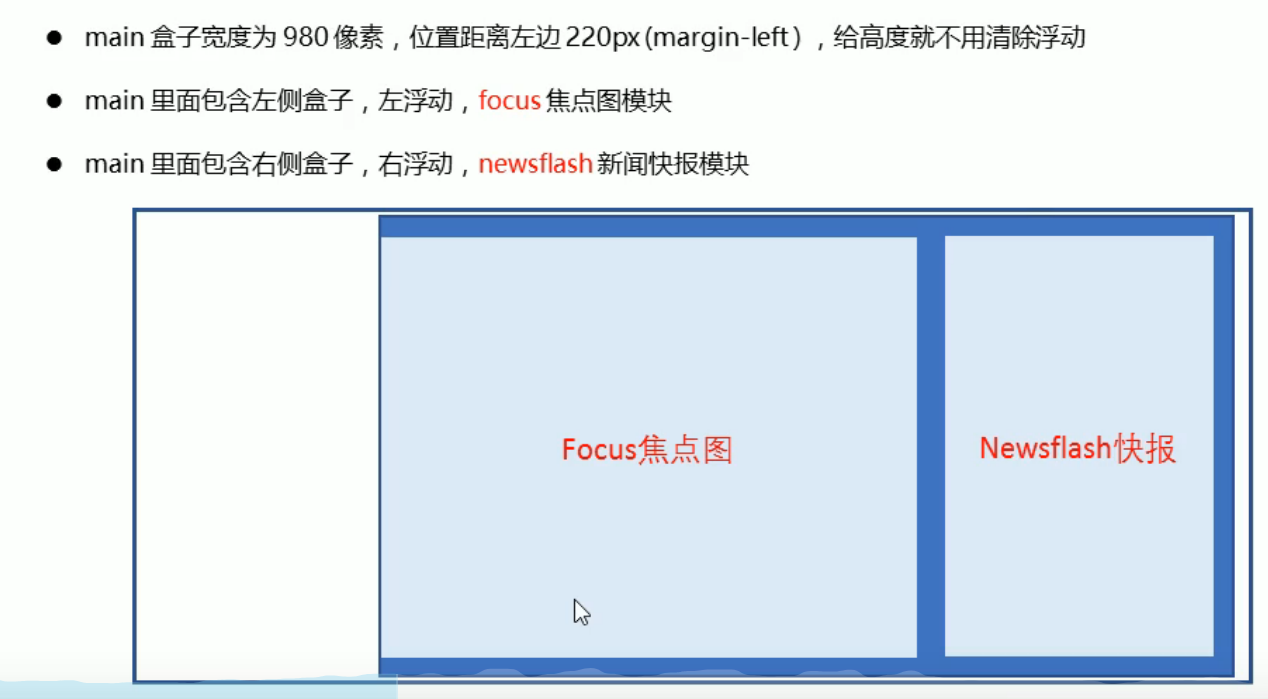 ● main 盒子宽度为 980 像素，位置距离左边 220px (margin-left) ，给高度就不用清除浮动
● main 里面包含左侧盒子，左浮动，focus 焦点图模块
● main 里面包含右侧盒子，右浮动，newsflash 新闻快报模块
Focus焦点图
Newsflash快报